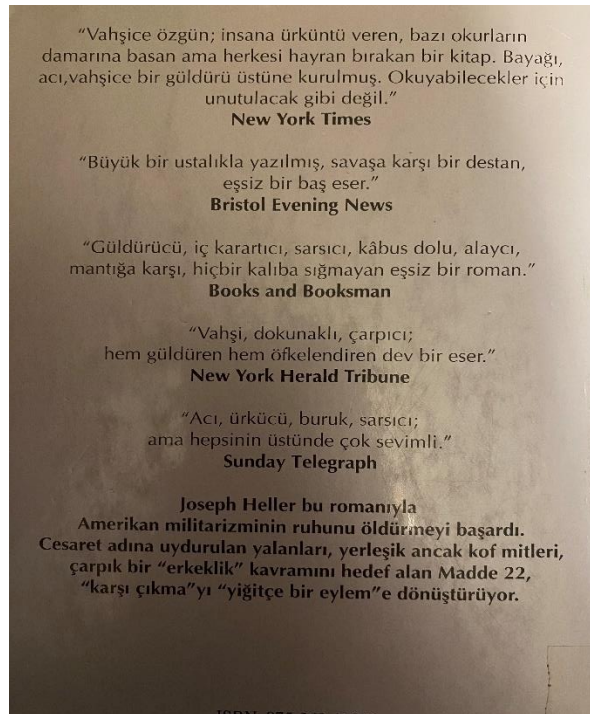 “Vahşice özgün; insana ürküntü veren, bazı okurların
damarına basan ama herkesi hayran bırakan bir kitap. Bayağı,
acı,vahşice bir güldürü üstüne kurulmuş. Okuyabilecekler için
unutulacak gibi değil.”
New York Times
“Büyük bir ustalıkla yazılmış, savaşa karşı bir destan,
eşsiz bir baş eser.”
Bristol Evening News
“Güldürücü, iç karartıcı, sarsıcı, kâbus dolu, alaycı,
mantığa karşı, hiçbir kalıba sığmayan eşsiz bir roman.”
Books and Booksman
“Vahşi, dokunaklı, çarpıcı;
hem güldüren hem öfkelendiren dev bir eser.”
New York Herald Tribune
“Acı, ürkücü, buruk, sarsıcı;
ama hepsinin üstünde çok sevimli.”
Sunday Telegraph
Joseph Heller bu romanıyla
Amerikan militarizminin ruhunu öldürmeyi başardı.
Cesaret adına uydurulan yalanları, yerleşik ancak kof mitleri,
çarpık bir “erkeklik” kavramını hedef alan Madde 22,
“karşı çıkma”yı “yiğitçe bir eylem”e dönüştürüyor.